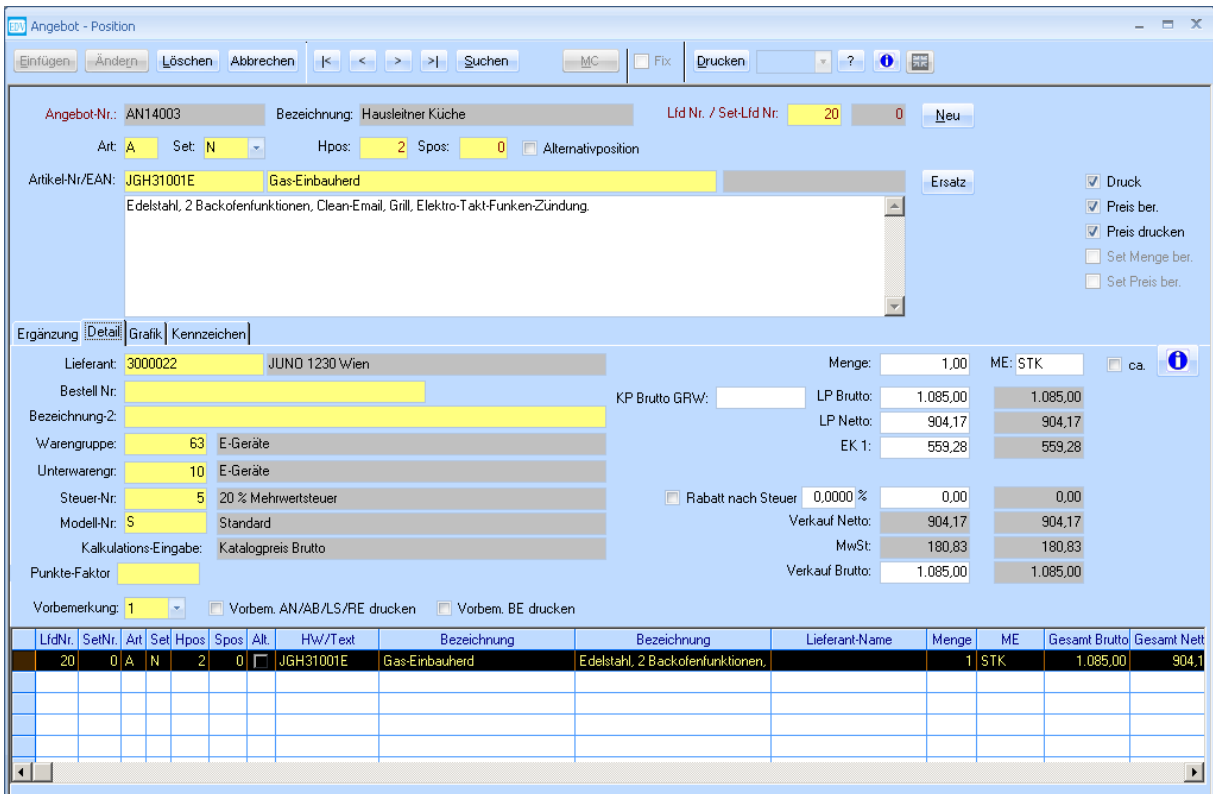 EDV Angebot - Position
Einfügen Ändern Löschen Abbrechen |< < > >| Suchen MC Fix Drucken ?
Angebot-Nr.: AN14003 Bezeichnung: Hausleitner Küche Lfd Nr. / Set-Lfd Nr: 20 0 Neu
Art: A Set: N Hpos: 2 Spos: 0 Alternativposition
Artikel-Nr/EAN: JGH31001E Gas-Einbauherd Ersatz Druck
Edelstahl, 2 Backofenfunktionen, Clean-Email, Grill, Elektro-Takt-Funken-Zündung.
Preis ber.
Preis drucken
Set Menge ber.
Set Preis ber.
Ergänzung Detail Grafik Kennzeichen
Lieferant: 3000022 JUNO 1230 Wien Menge: 1,00 ME: STK ca.
Bestell Nr: KP Brutto GRW: LP Brutto: 1.085,00 1.085,00
Bezeichnung-2: LP Netto: 904,17 904,17
Warengruppe: 63 E-Geräte EK 1: 559,28 559,28
Unterwarengr: 10 E-Geräte
Steuer-Nr: 5 20 % Mehrwertsteuer Rabatt nach Steuer 0,0000 % 0,00 0,00
Modell-Nr: S Standard Verkauf Netto: 904,17 904,17
Kalkulations-Eingabe: Katalogpreis Brutto MwSt: 180,83 180,83
Punkte-Faktor Verkauf Brutto: 1.085,00 1.085,00
Vorbemerkung: 1 Vorbem. AN/AB/LS/RE drucken Vorbem. BE drucken
LfdNr. SetNr. Art Set Hpos Spos Alt. HW/Text Bezeichnung Bezeichnung Lieferant-Name Menge ME Gesamt Brutto Gesamt Nett
20 0 A N 2 0 JGH31001E Gas-Einbauherd Edelstahl, 2 Backofenfunktionen, 1 STK 1.085,00 904,1